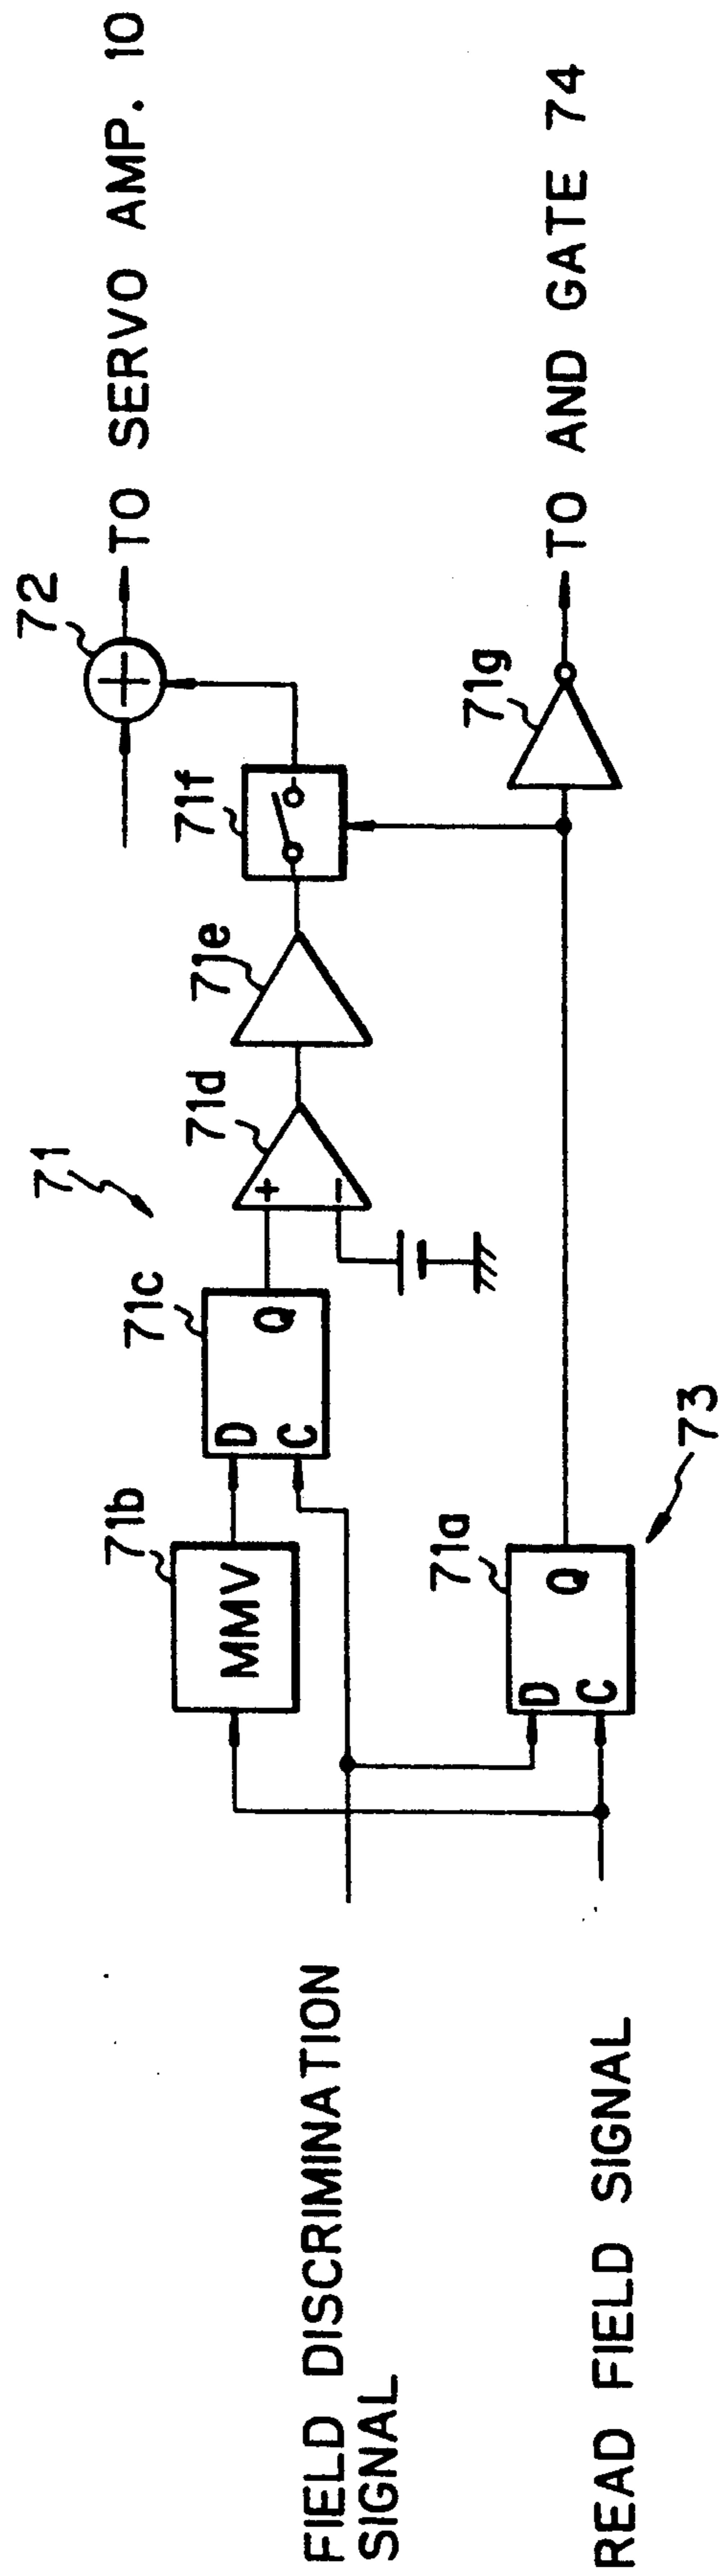 72
TO SERVO AMP. 10
71
71b
MMV
71c
D
C
Q
71d
+
−
71e
71f
FIELD DISCRIMINATION
SIGNAL
71a
D
C
Q
73
71g
TO AND GATE 74
READ FIELD SIGNAL